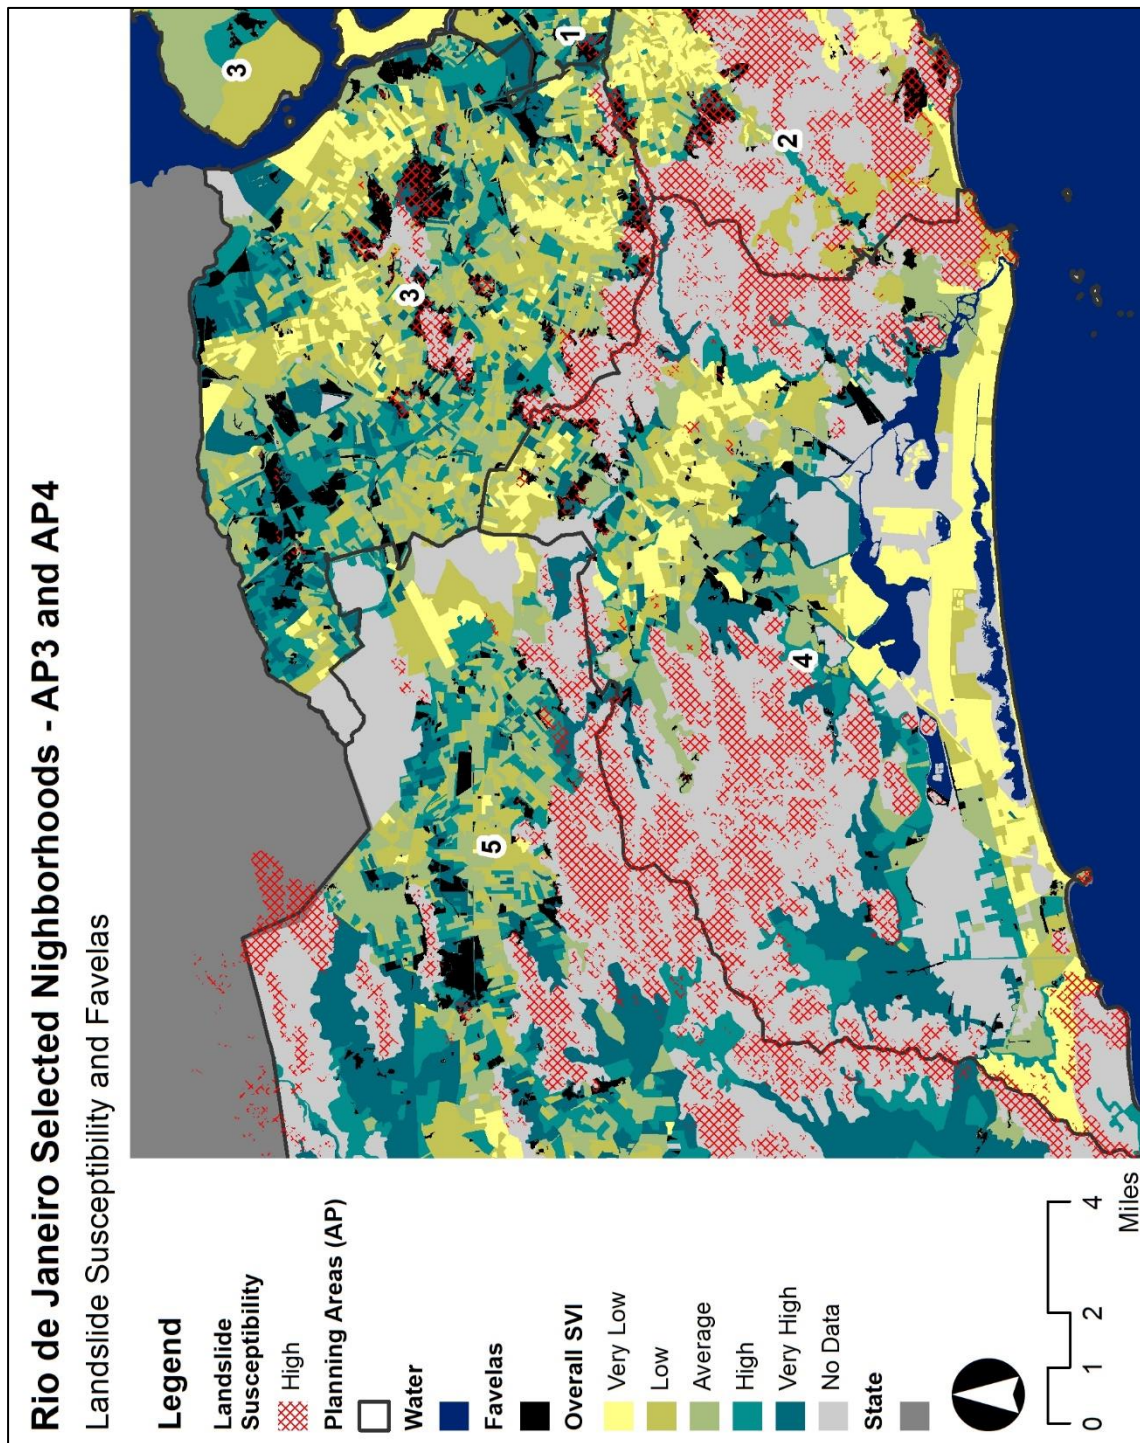 Rio de Janeiro Selected Nighborhoods - AP3 and AP4
Landslide Susceptibility and Favelas
Legend
Landslide
Susceptibility
High
Planning Areas (AP)
Water
Favelas
Overall SVI
Very Low
Low
Average
High
Very High
No Data
State
0 1 2 4
Miles
3
1
3
2
5
4